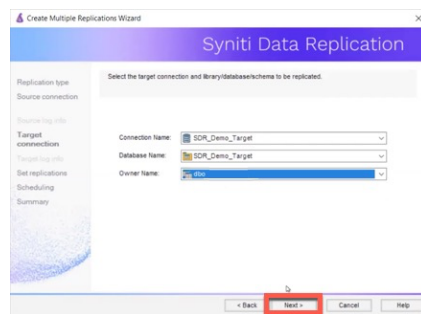 Create Multiple Replications Wizard
Syniti Data Replication
Select the target connection and library/database/schema to be replicated.
Replication type
Source connection
Source log info
Target connection
Target log info
Set replications
Scheduling
Summary
Connection Name: SDR_Demo_Target
Database Name: SDR_Demo_Target
Owner Name: dbo
< Back Next > Cancel Help